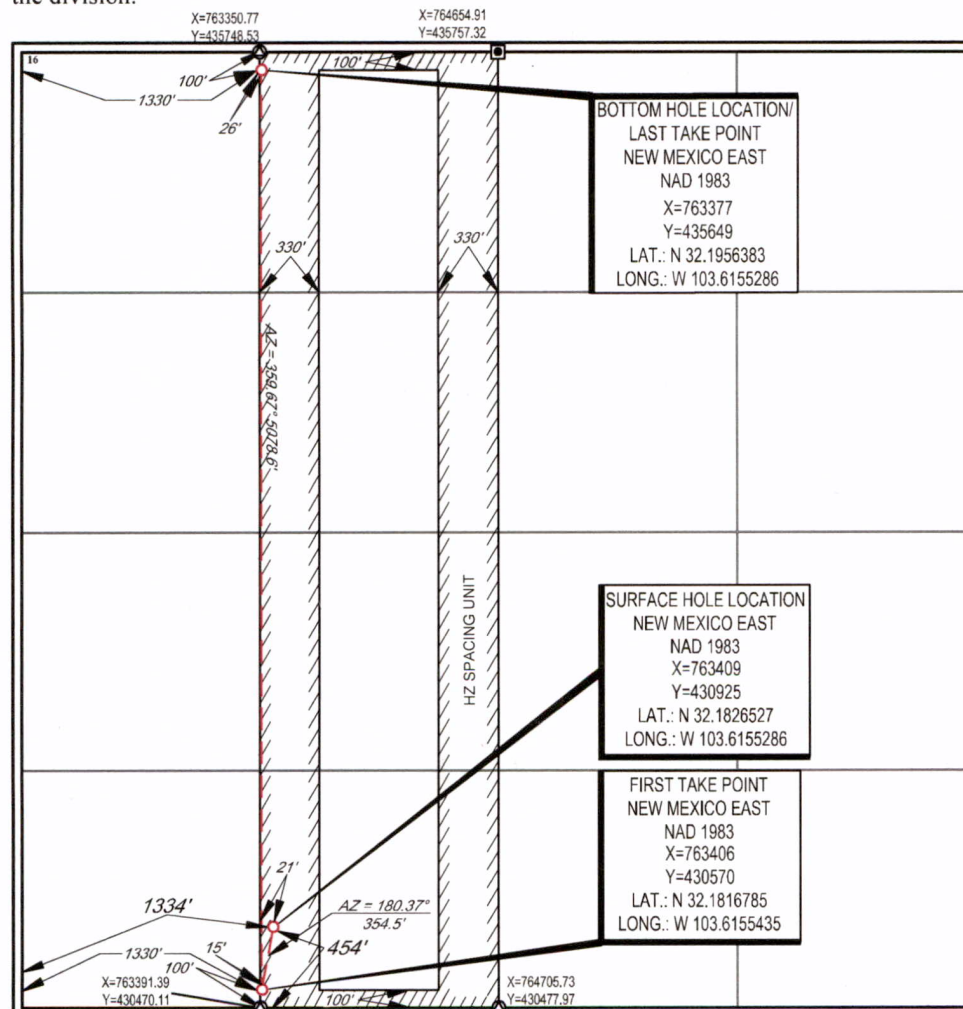 the division.
X=763350.77
Y=435748.53
X=764654.91
Y=435757.32
16
100'
1330'
26'
100'
BOTTOM HOLE LOCATION/
LAST TAKE POINT
NEW MEXICO EAST
NAD 1983
X=763377
Y=435649
LAT.: N 32.1956383
LONG.: W 103.6155286
330'
330'
AZ = 359.67° 5078.6'
HZ SPACING UNIT
SURFACE HOLE LOCATION
NEW MEXICO EAST
NAD 1983
X=763409
Y=430925
LAT.: N 32.1826527
LONG.: W 103.6155286
FIRST TAKE POINT
NEW MEXICO EAST
NAD 1983
X=763406
Y=430570
LAT.: N 32.1816785
LONG.: W 103.6155435
21'
1334'
AZ = 180.37°
354.5'
454'
15'
1330'
100'
X=763391.39
Y=430470.11
100'
X=764705.73
Y=430477.97